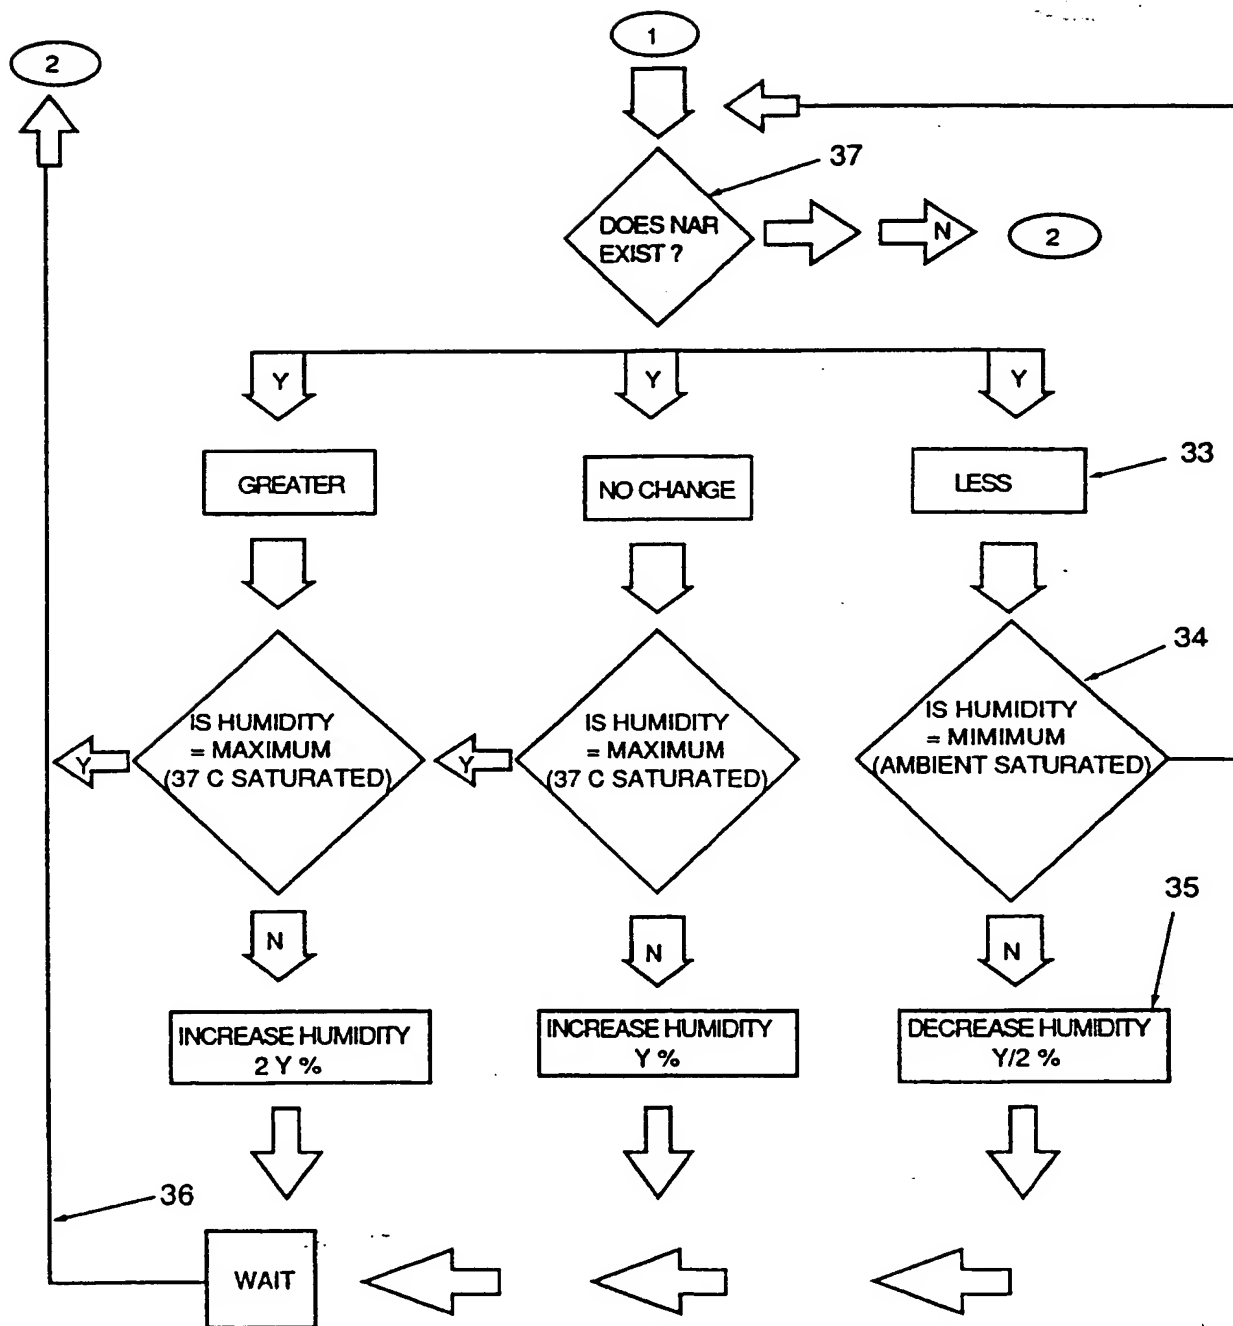 1
2
37
DOES NAR
EXIST ?
N
2
Y
Y
Y
GREATER
NO CHANGE
LESS
33
34
IS HUMIDITY
= MAXIMUM
(37 C SATURATED)
Y
IS HUMIDITY
= MAXIMUM
(37 C SATURATED)
Y
IS HUMIDITY
= MIMIMUM
(AMBIENT SATURATED)
35
N
N
N
INCREASE HUMIDITY
2 Y %
INCREASE HUMIDITY
Y %
DECREASE HUMIDITY
Y/2 %
36
WAIT